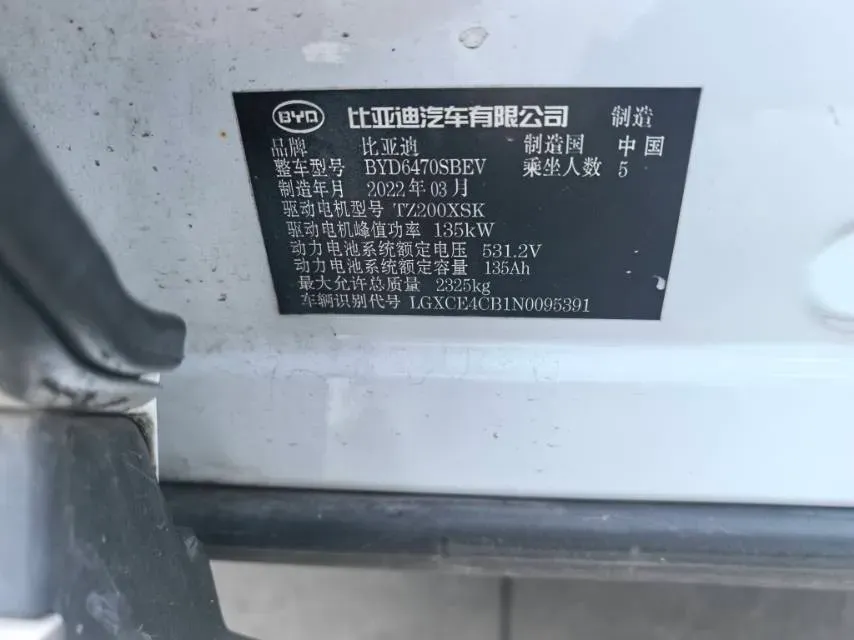 BYD 比亚迪汽车有限公司 制造
品牌 比亚迪 制造国 中国
整车型号 BYD6470SBEV 乘坐人数 5
制造年月 2022年03月
驱动电机型号 TZ200XSK
驱动电机峰值功率 135kW
动力电池系统额定电压 531.2V
动力电池系统额定容量 135Ah
最大允许总质量 2325kg
车辆识别代号 LGXCE4CB1N0095391